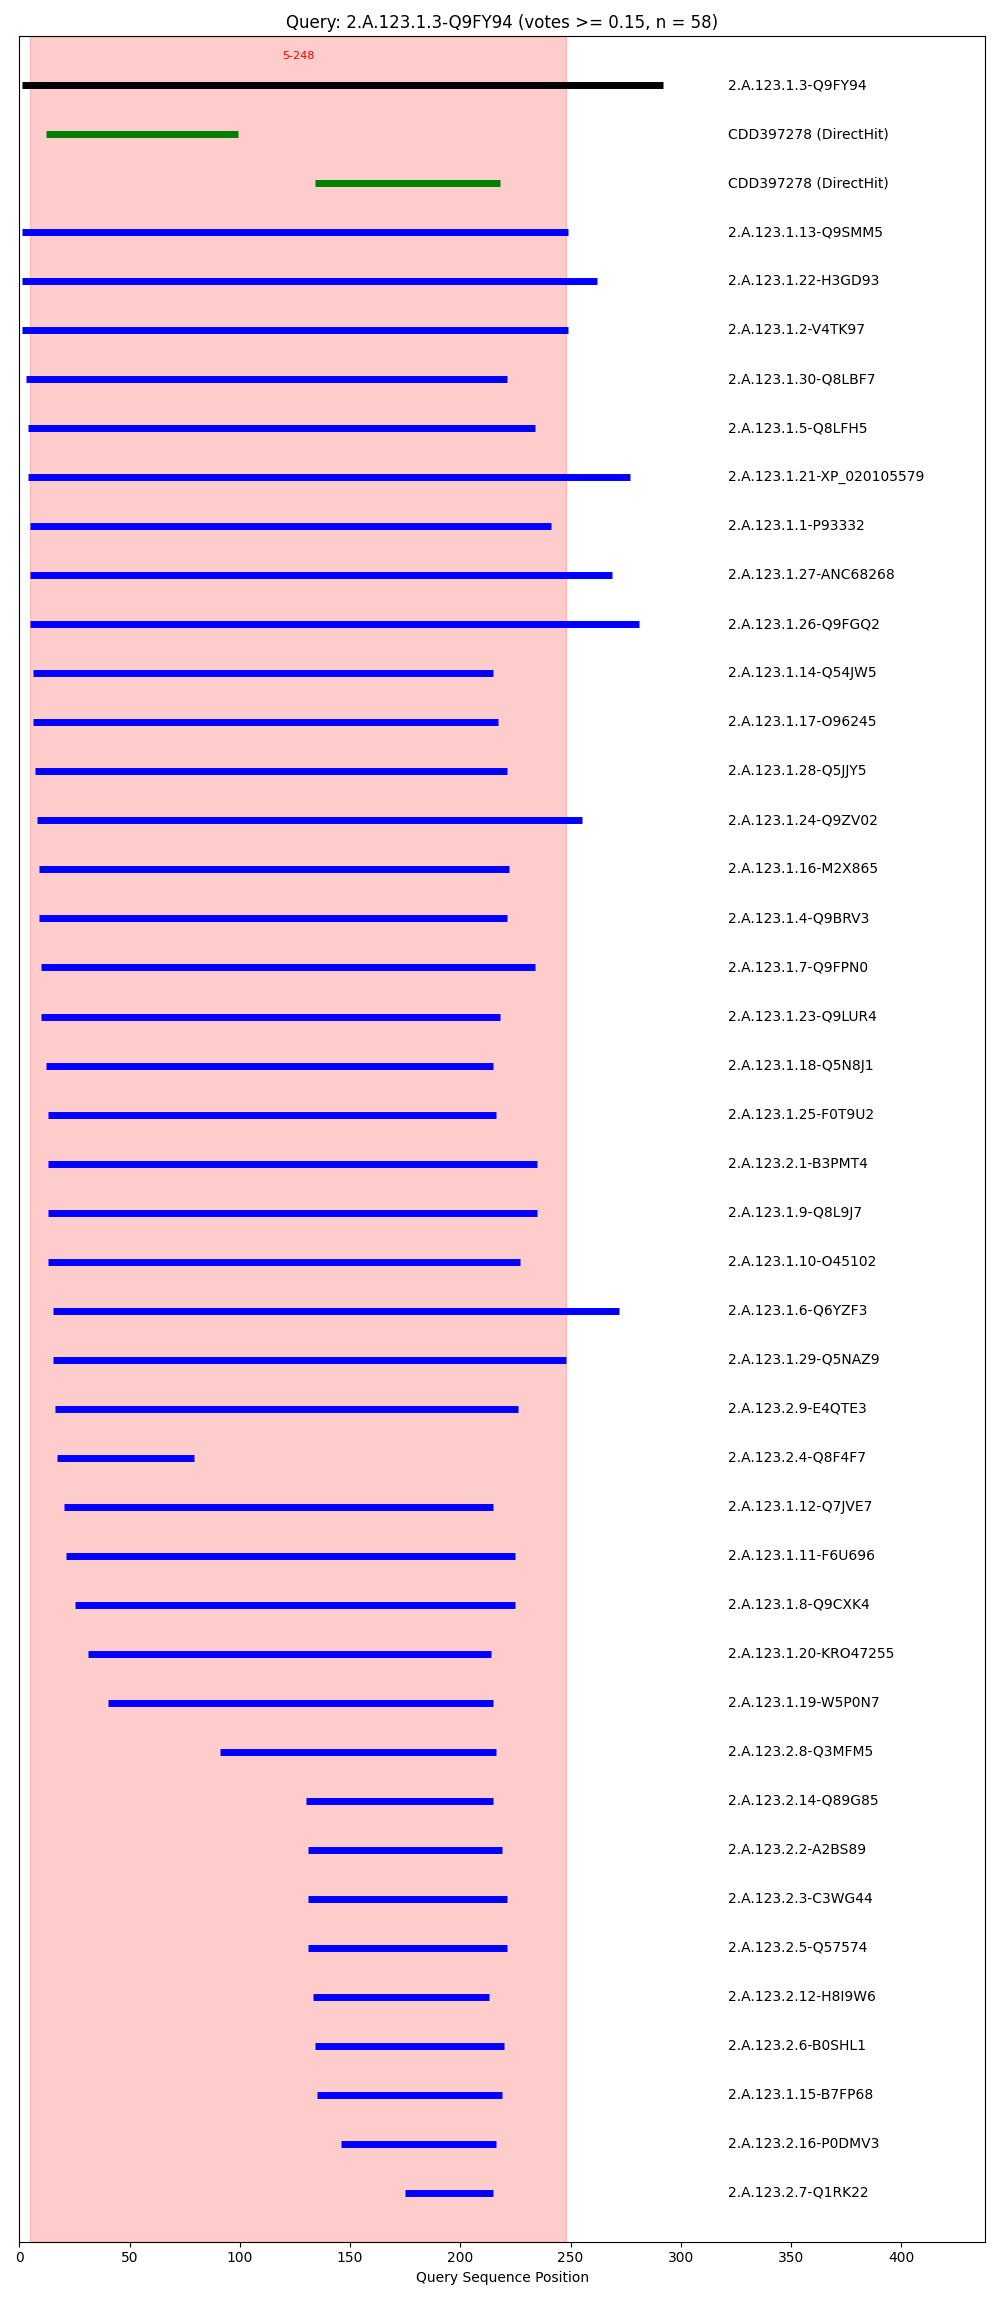 Query: 2.A.123.1.3-Q9FY94 (votes >= 0.15, n = 58)
5-248
2.A.123.1.3-Q9FY94
CDD397278 (DirectHit)
CDD397278 (DirectHit)
2.A.123.1.13-Q9SMM5
2.A.123.1.22-H3GD93
2.A.123.1.2-V4TK97
2.A.123.1.30-Q8LBF7
2.A.123.1.5-Q8LFH5
2.A.123.1.21-XP_020105579
2.A.123.1.1-P93332
2.A.123.1.27-ANC68268
2.A.123.1.26-Q9FGQ2
2.A.123.1.14-Q54JW5
2.A.123.1.17-O96245
2.A.123.1.28-Q5JJY5
2.A.123.1.24-Q9ZV02
2.A.123.1.16-M2X865
2.A.123.1.4-Q9BRV3
2.A.123.1.7-Q9FPN0
2.A.123.1.23-Q9LUR4
2.A.123.1.18-Q5N8J1
2.A.123.1.25-F0T9U2
2.A.123.2.1-B3PMT4
2.A.123.1.9-Q8L9J7
2.A.123.1.10-O45102
2.A.123.1.6-Q6YZF3
2.A.123.1.29-Q5NAZ9
2.A.123.2.9-E4QTE3
2.A.123.2.4-Q8F4F7
2.A.123.1.12-Q7JVE7
2.A.123.1.11-F6U696
2.A.123.1.8-Q9CXK4
2.A.123.1.20-KRO47255
2.A.123.1.19-W5P0N7
2.A.123.2.8-Q3MFM5
2.A.123.2.14-Q89G85
2.A.123.2.2-A2BS89
2.A.123.2.3-C3WG44
2.A.123.2.5-Q57574
2.A.123.2.12-H8I9W6
2.A.123.2.6-B0SHL1
2.A.123.1.15-B7FP68
2.A.123.2.16-P0DMV3
2.A.123.2.7-Q1RK22
0 50 100 150 200 250 300 350 400
Query Sequence Position